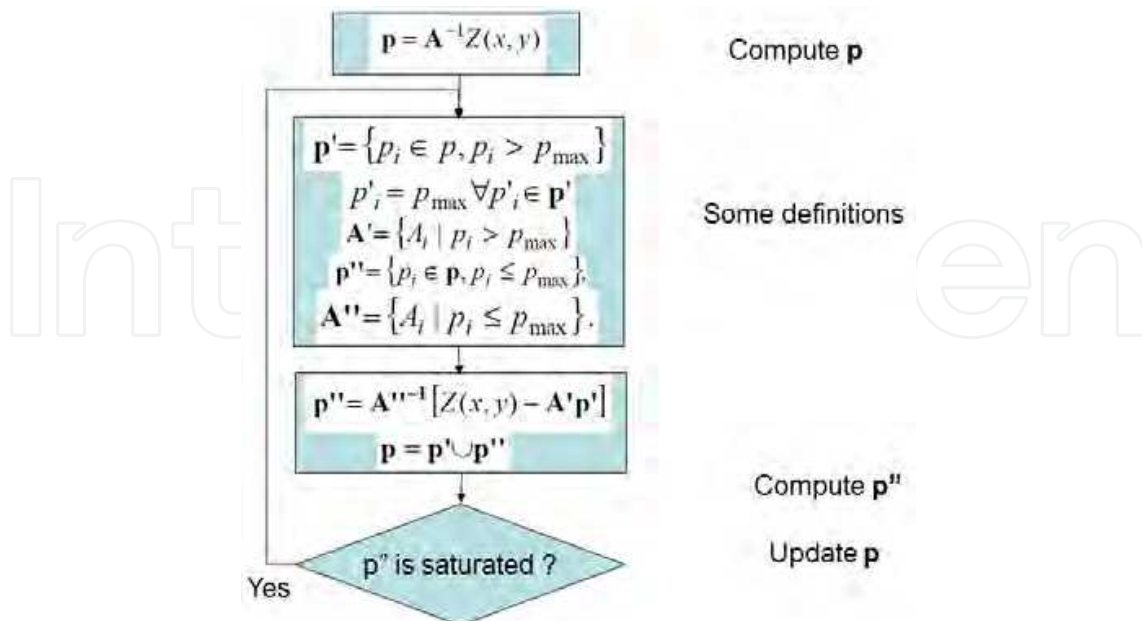 p = A⁻¹Z(x, y)
Compute p
p'= {pᵢ ∈ p, pᵢ > pₘₐₓ}
p'ᵢ = pₘₐₓ ∀p'ᵢ ∈ p'
Some definitions
A'= {Aᵢ | pᵢ > pₘₐₓ}
p''= {pᵢ ∈ p, pᵢ ≤ pₘₐₓ},
A''= {Aᵢ | pᵢ ≤ pₘₐₓ}.
p''= A''⁻¹[Z(x, y) − A'p']
p = p'∪p''
Compute p"
p" is saturated ?
Update p
Yes